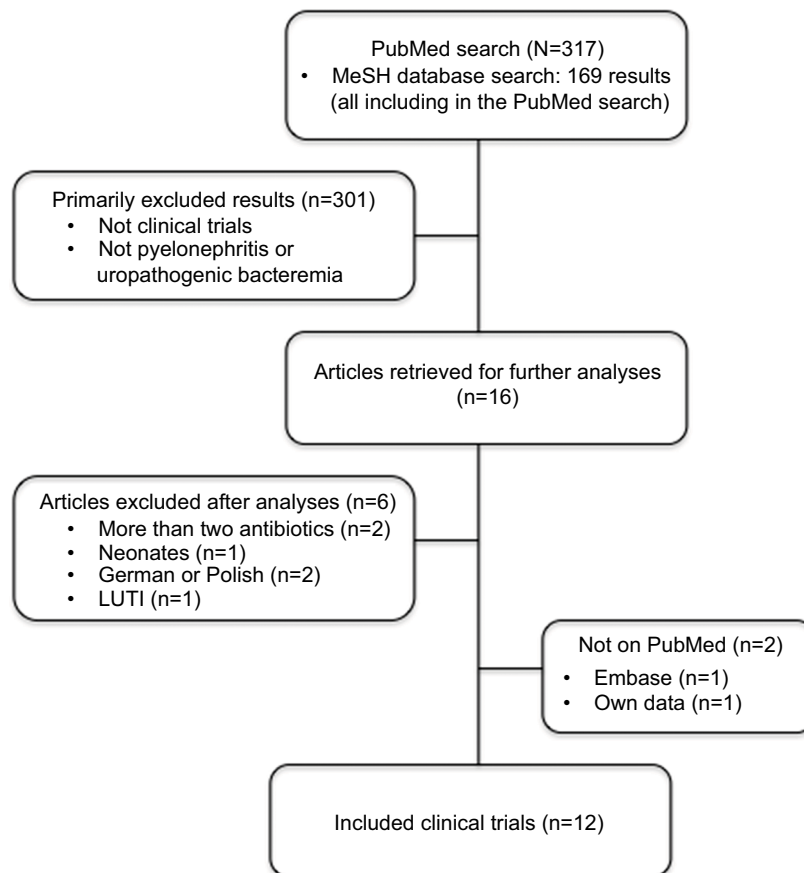 PubMed search (N=317)
• MeSH database search: 169 results
(all including in the PubMed search)
Primarily excluded results (n=301)
• Not clinical trials
• Not pyelonephritis or
uropathogenic bacteremia
Articles retrieved for further analyses
(n=16)
Articles excluded after analyses (n=6)
• More than two antibiotics (n=2)
• Neonates (n=1)
• German or Polish (n=2)
• LUTI (n=1)
Not on PubMed (n=2)
• Embase (n=1)
• Own data (n=1)
Included clinical trials (n=12)